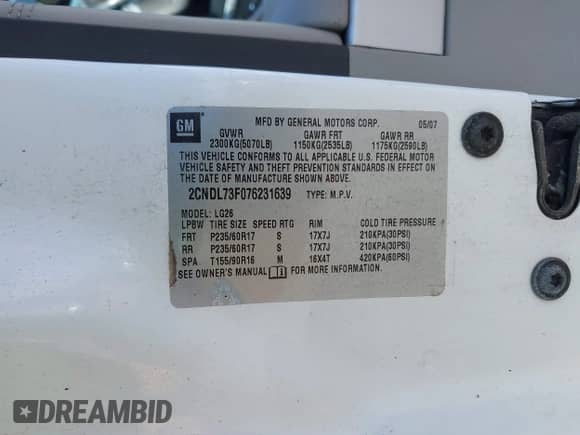 GM
MFD BY GENERAL MOTORS CORP. 05/07
GVWR GAWR FRT GAWR RR
2300KG(5070LB) 1150KG(2535LB) 1175KG(2590LB)
THIS VEHICLE CONFORMS TO ALL APPLICABLE U.S. FEDERAL MOTOR
VEHICLE SAFETY AND THEFT PREVENTION STANDARDS IN EFFECT ON
THE DATE OF MANUFACTURE SHOWN ABOVE.
2CNDL73F076231639 TYPE: M.P.V.
MODEL: LG26
LPBW TIRE SIZE SPEED RTG RIM COLD TIRE PRESSURE
FRT P235/60R17 S 17X7J 210KPA(30PSI)
RR P235/60R17 S 17X7J 210KPA(30PSI)
SPA T155/90R16 M 16X4T 420KPA(60PSI)
SEE OWNER'S MANUAL FOR MORE INFORMATION.
DREAMBID